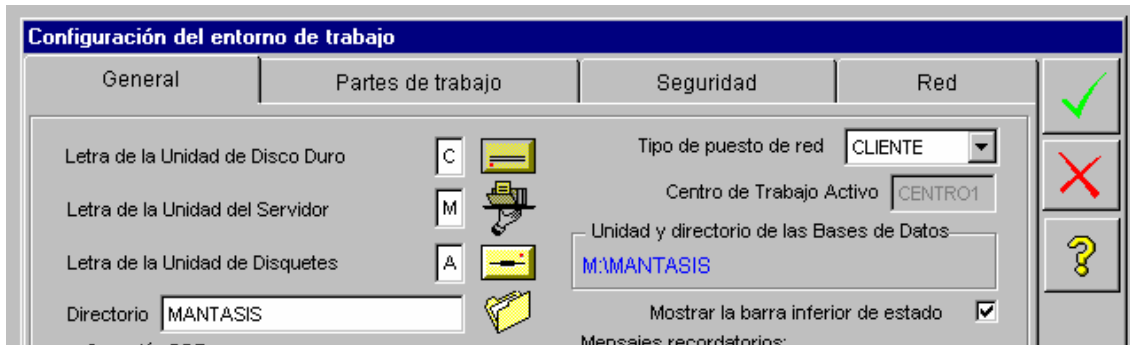 Configuración del entorno de trabajo
General Partes de trabajo Seguridad Red
Letra de la Unidad de Disco Duro C
Letra de la Unidad del Servidor M
Letra de la Unidad de Disquetes A
Directorio MANTASIS
Tipo de puesto de red CLIENTE
Centro de Trabajo Activo CENTRO1
Unidad y directorio de las Bases de Datos
M:\MANTASIS
Mostrar la barra inferior de estado
Mensajes recordatorios: